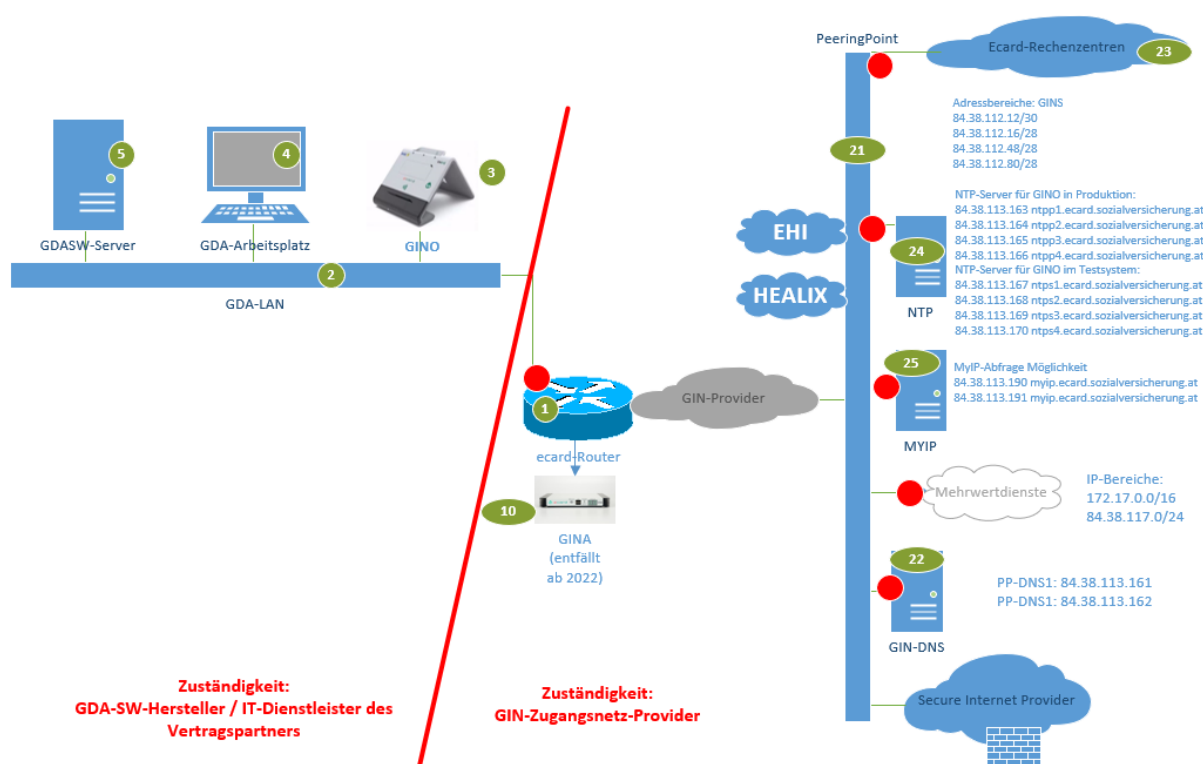 PeeringPoint
Ecard-Rechenzentren
23
Adressbereiche: GINS
84.38.112.12/30
84.38.112.16/28
84.38.112.48/28
84.38.112.80/28
21
5
4
3
GDASW-Server
GDA-Arbeitsplatz
GINO
2
GDA-LAN
EHI
HEALIX
24
NTP
NTP-Server für GINO in Produktion:
84.38.113.163 ntpp1.ecard.sozialversicherung.at
84.38.113.164 ntpp2.ecard.sozialversicherung.at
84.38.113.165 ntpp3.ecard.sozialversicherung.at
84.38.113.166 ntpp4.ecard.sozialversicherung.at
NTP-Server für GINO im Testsystem:
84.38.113.167 ntps1.ecard.sozialversicherung.at
84.38.113.168 ntps2.ecard.sozialversicherung.at
84.38.113.169 ntps3.ecard.sozialversicherung.at
84.38.113.170 ntps4.ecard.sozialversicherung.at
25
MYIP
MyIP-Abfrage Möglichkeit
84.38.113.190 myip.ecard.sozialversicherung.at
84.38.113.191 myip.ecard.sozialversicherung.at
1
ecard-Router
GIN-Provider
10
GINA
(entfällt
ab 2022)
Mehrwertdienste
IP-Bereiche:
172.17.0.0/16
84.38.117.0/24
22
GIN-DNS
PP-DNS1: 84.38.113.161
PP-DNS1: 84.38.113.162
Secure Internet Provider
Zuständigkeit:
GDA-SW-Hersteller / IT-Dienstleister des
Vertragspartners
Zuständigkeit:
GIN-Zugangsnetz-Provider